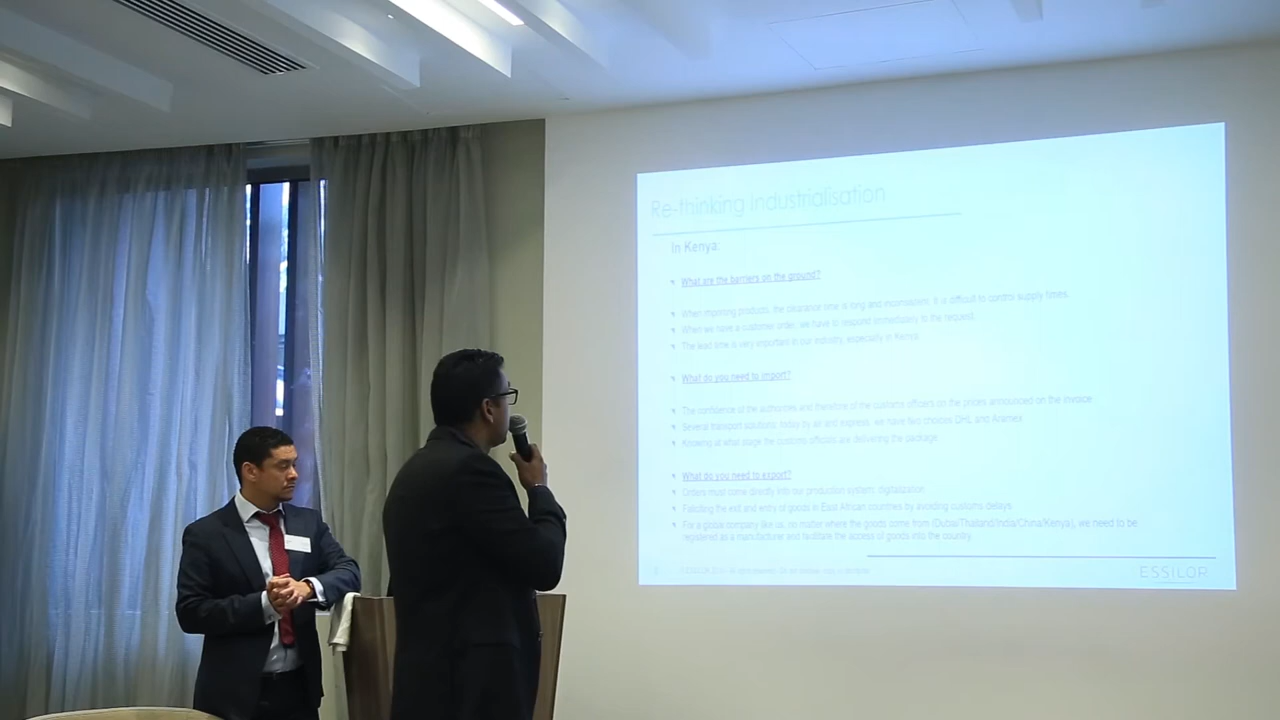 Re-thinking Industrialisation
In Kenya:
What are the barriers on the ground?
When importing products, the clearance time is long and inconsistent. It is difficult to control supply times.
When we have a customer order, we have to respond immediately to the request.
The lead time is very important in our industry, especially in Kenya.
What do you need to import?
The confidence of the authorities and therefore of the customs officers on the prices announced on the invoice
Several transport solutions, today by air and express, we have two choices DHL and Aramex
Knowing at what stage the customs officials are delivering the package.
What do you need to export?
Orders must come directly into our production system: digitalization
the exit and entry of goods in East African countries by avoiding customs delays
For a global company like us, no matter where the goods come from (Dubai/Thailand/India/China/Kenya), we need to be
registered as a manufacturer and facilitate the access of goods into the country.
ESSILOR